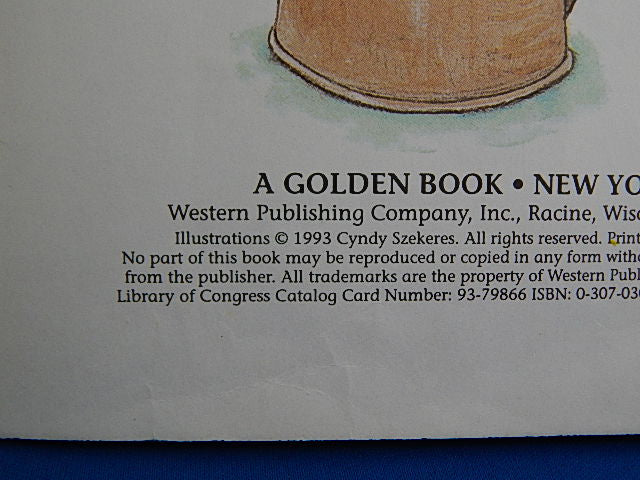 A GOLDEN BOOK • NEW YO
Western Publishing Company, Inc., Racine, Wisc
Illustrations © 1993 Cyndy Szekeres. All rights reserved. Print
No part of this book may be reproduced or copied in any form witho
from the publisher. All trademarks are the property of Western Publ
Library of Congress Catalog Card Number: 93-79866 ISBN: 0-307-030